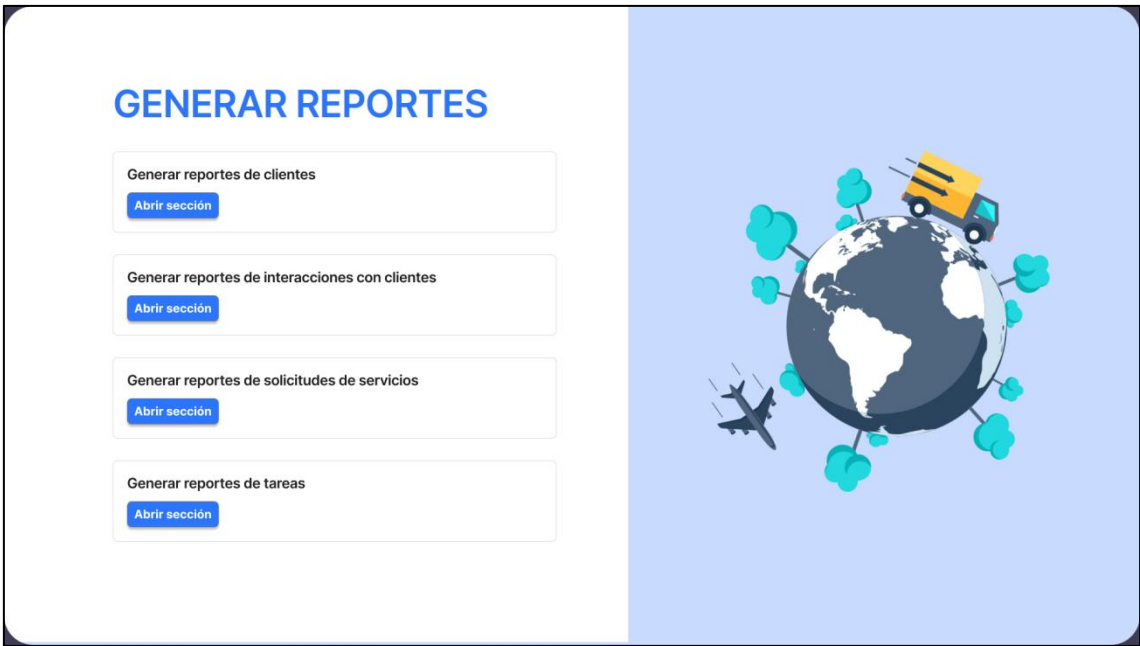 GENERAR REPORTES
Generar reportes de clientes
Abrir sección
Generar reportes de interacciones con clientes
Abrir sección
Generar reportes de solicitudes de servicios
Abrir sección
Generar reportes de tareas
Abrir sección